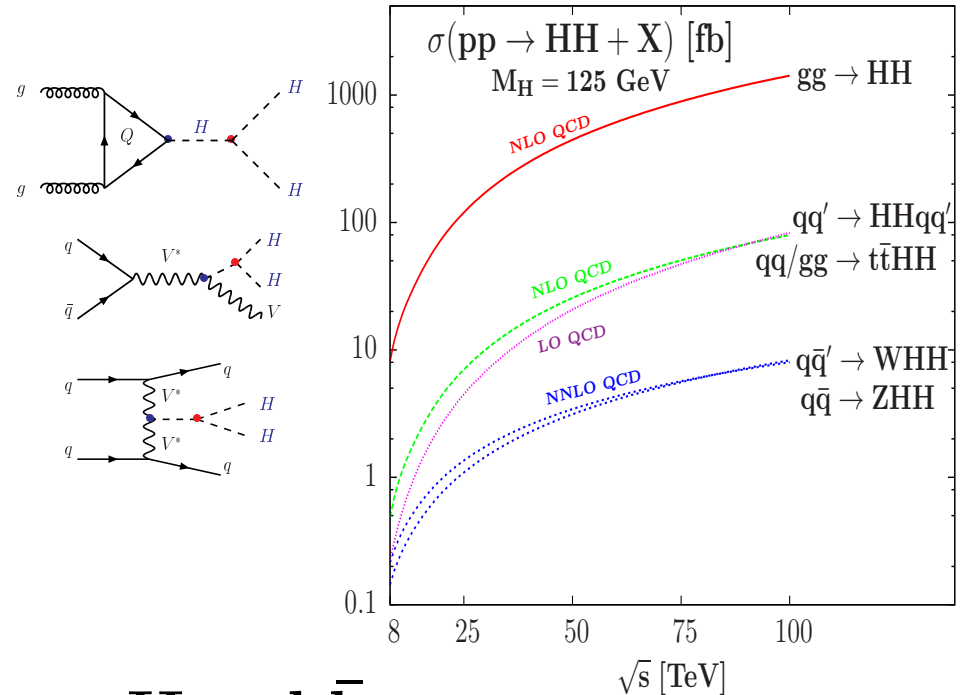 g
g
Q
H
H
H
q
q̄
V*
H
H
V
q
q
V*
V*
H
H
q
q
σ(pp → HH + X) [fb]
M_H = 125 GeV
gg → HH
NLO QCD
qq′ → HHqq′
qq/gg → tt̄HH
NLO QCD
LO QCD
NNLO QCD
qq̄′ → WHH
qq̄ → ZHH
1000
100
10
1
0.1
8 25 50 75 100
√s [TeV]